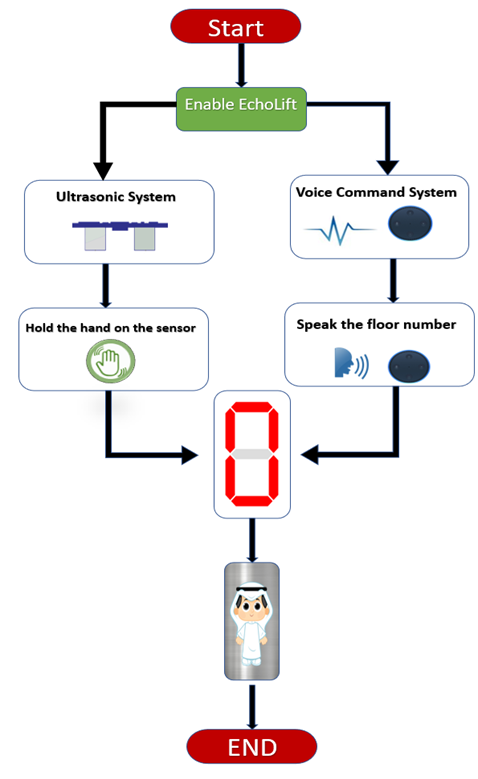 Start
Enable EchoLift
Ultrasonic System
Voice Command System
Hold the hand on the sensor
Speak the floor number
0
END